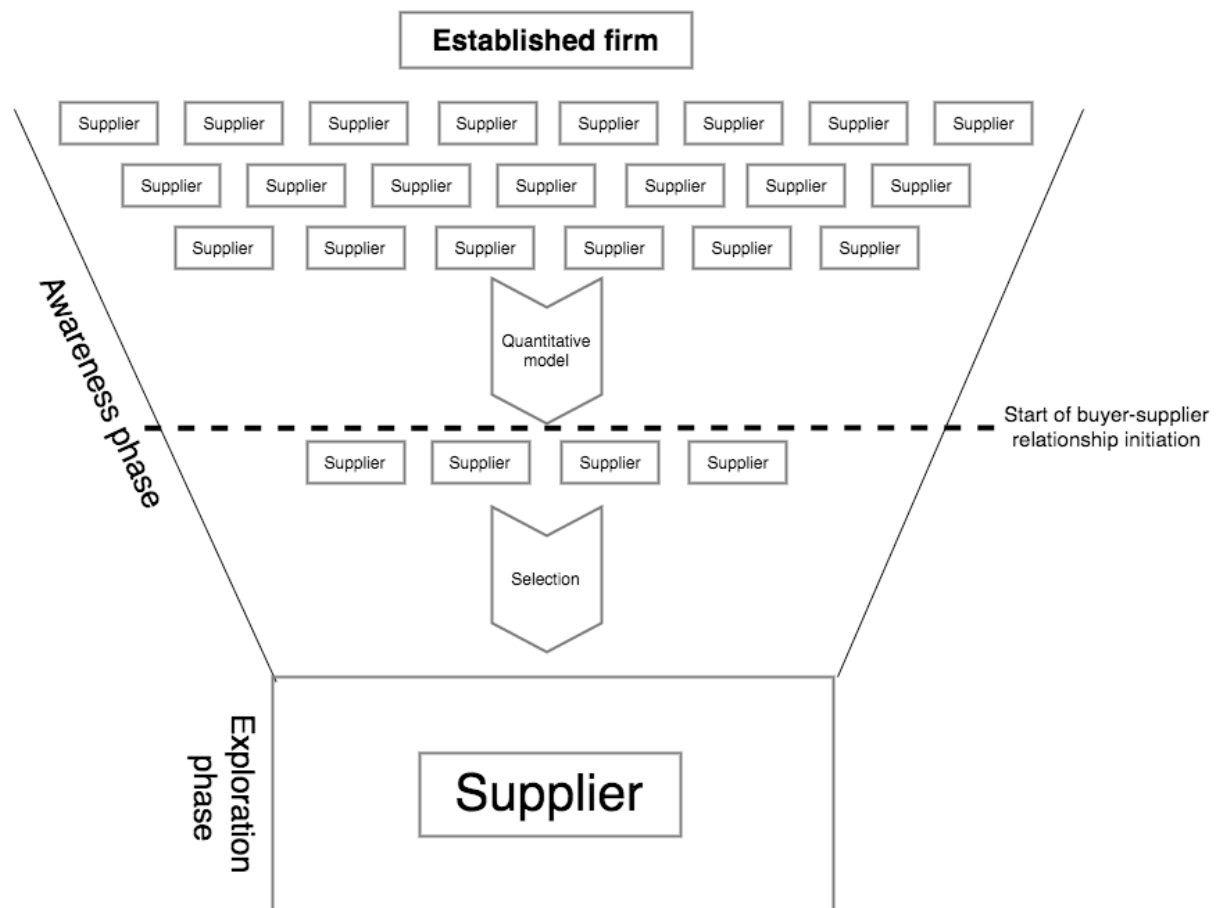 Established firm
Supplier Supplier Supplier Supplier Supplier Supplier Supplier Supplier
Supplier Supplier Supplier Supplier Supplier Supplier Supplier
Supplier Supplier Supplier Supplier Supplier Supplier
Awareness phase
Quantitative
model
Start of buyer-supplier
relationship initiation
Supplier Supplier Supplier Supplier
Selection
Exploration
phase
Supplier